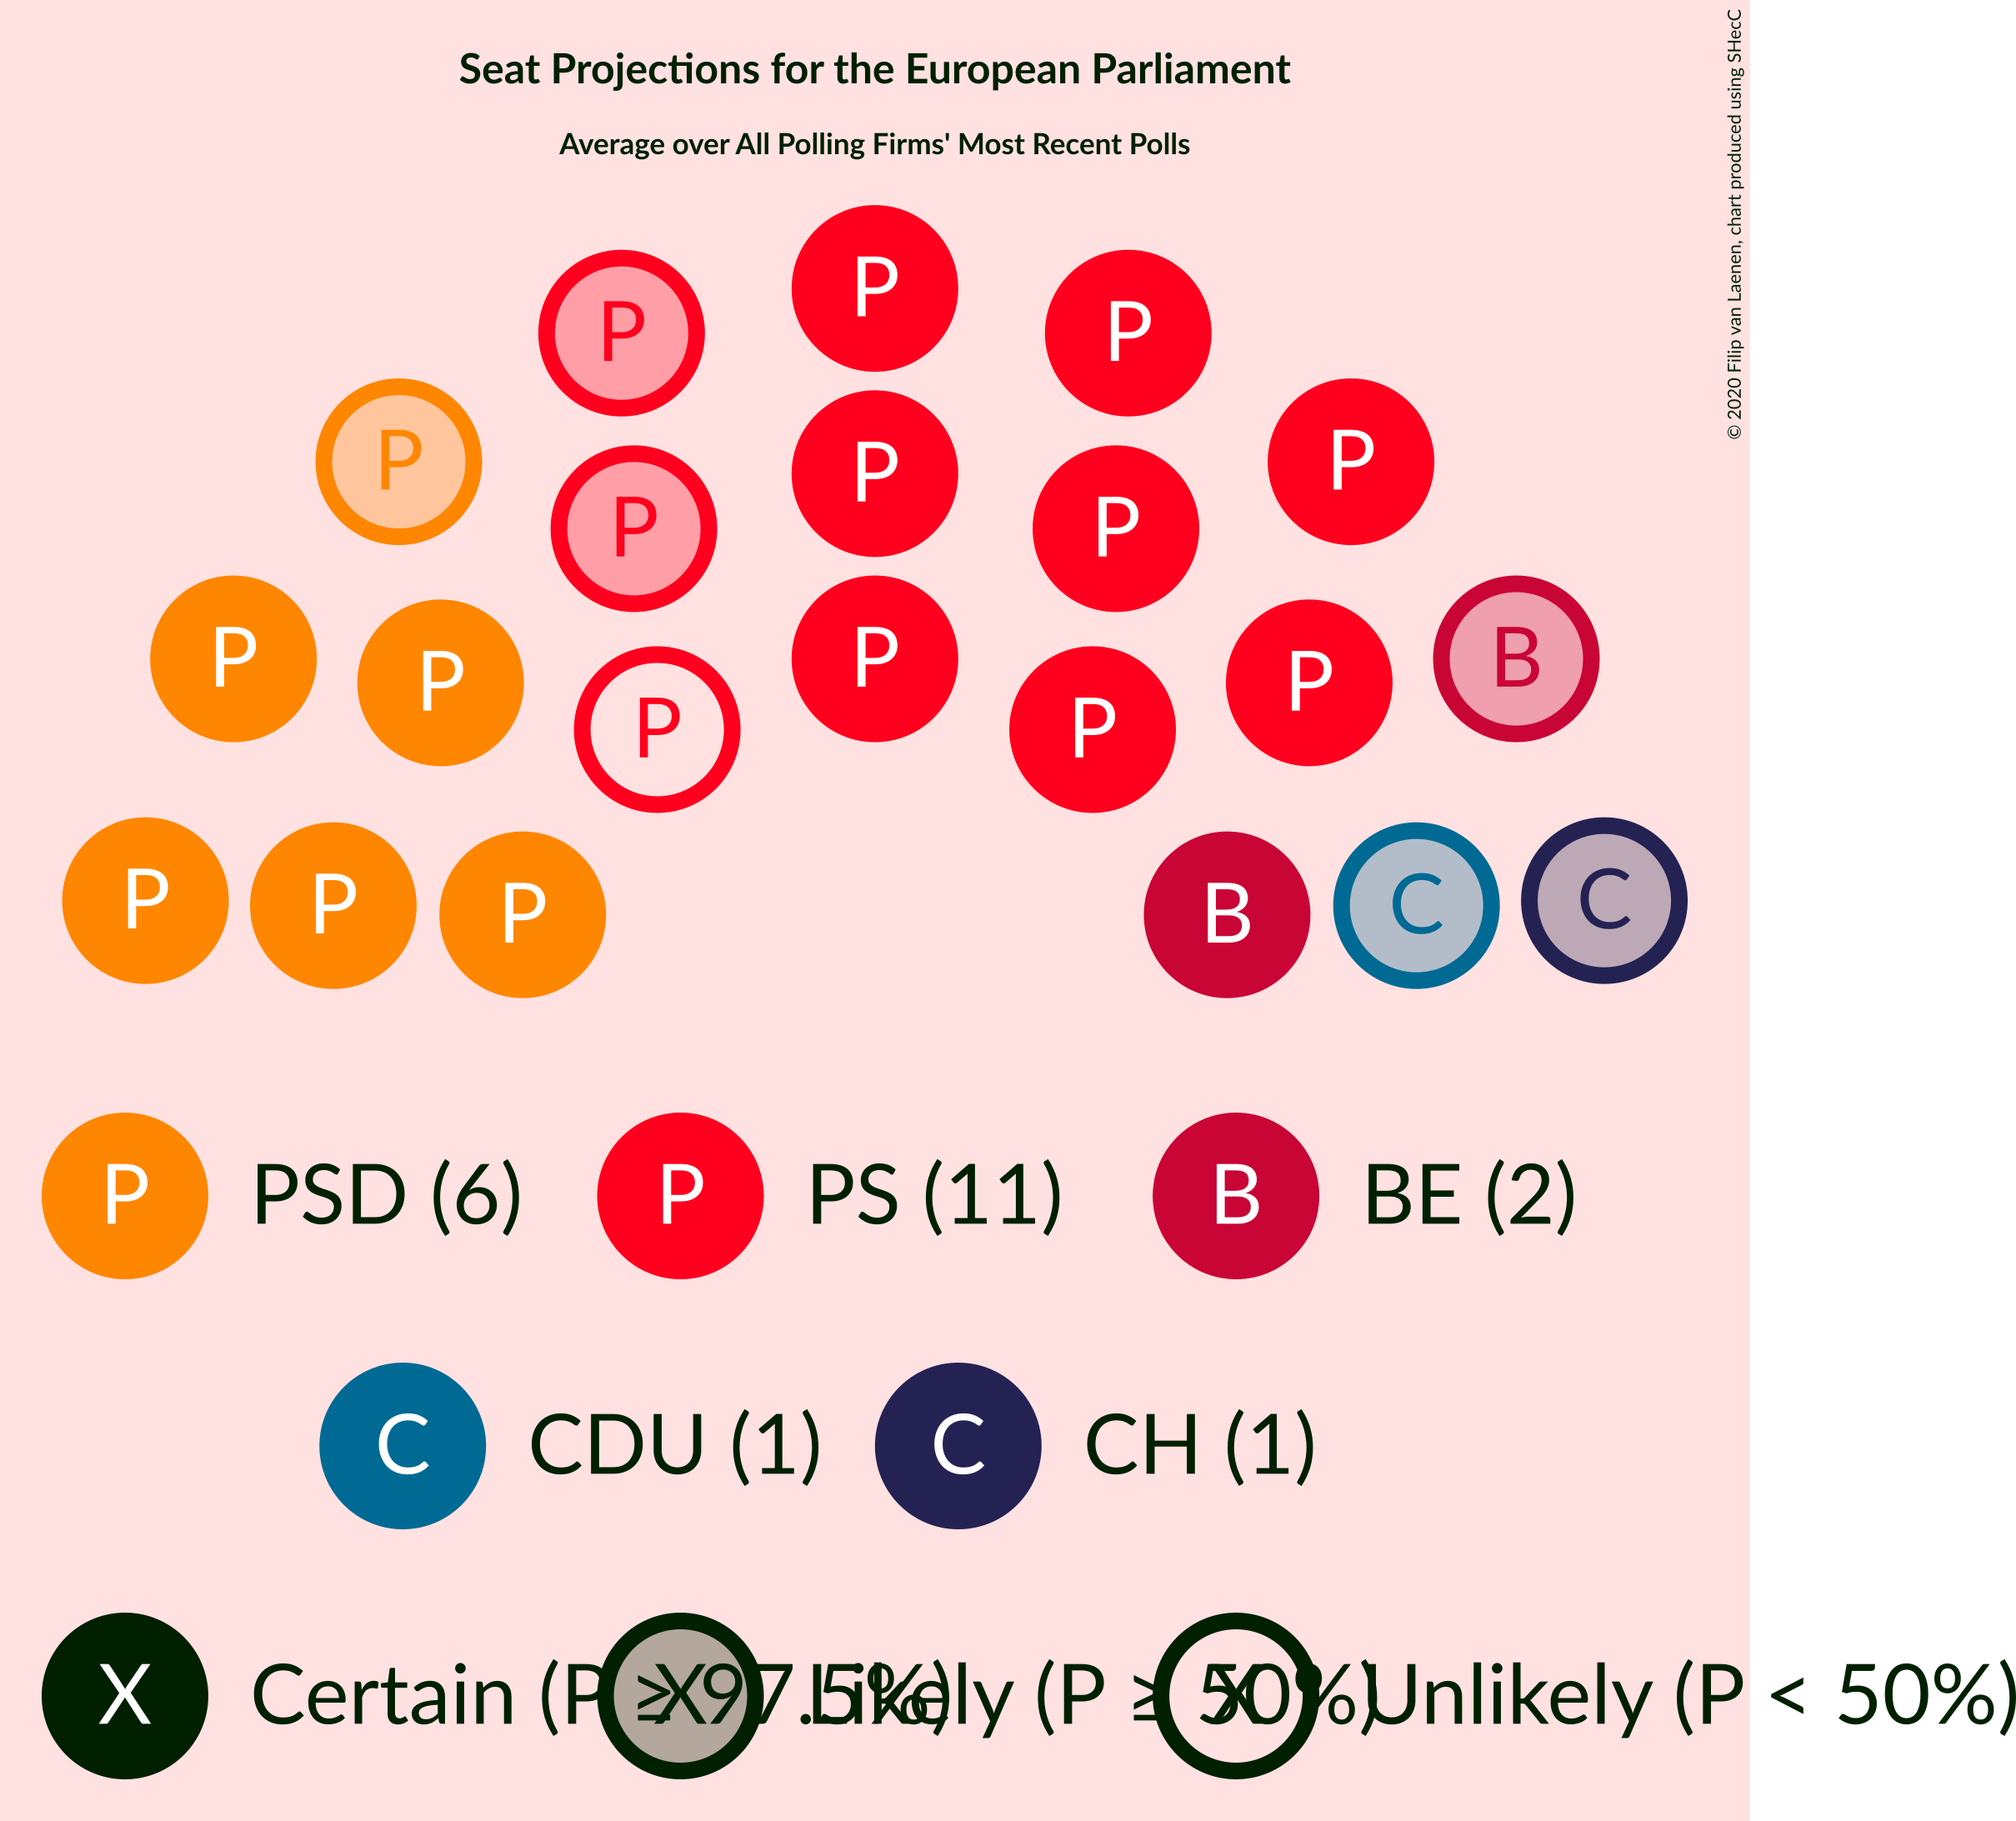 Seat Projections for the European Parliament
Average over All Polling Firms' Most Recent Polls
© 2020 Filip van Laenen, chart produced using SHecC
P
P P
P P P
P P
P P P B
P P
P P P B C C
P PSD (6) P PS (11) B BE (2)
C CDU (1) C CH (1)
X Certain (P ≥ 97.5%) X Likely (P ≥ 50%) X Unlikely (P < 50%)